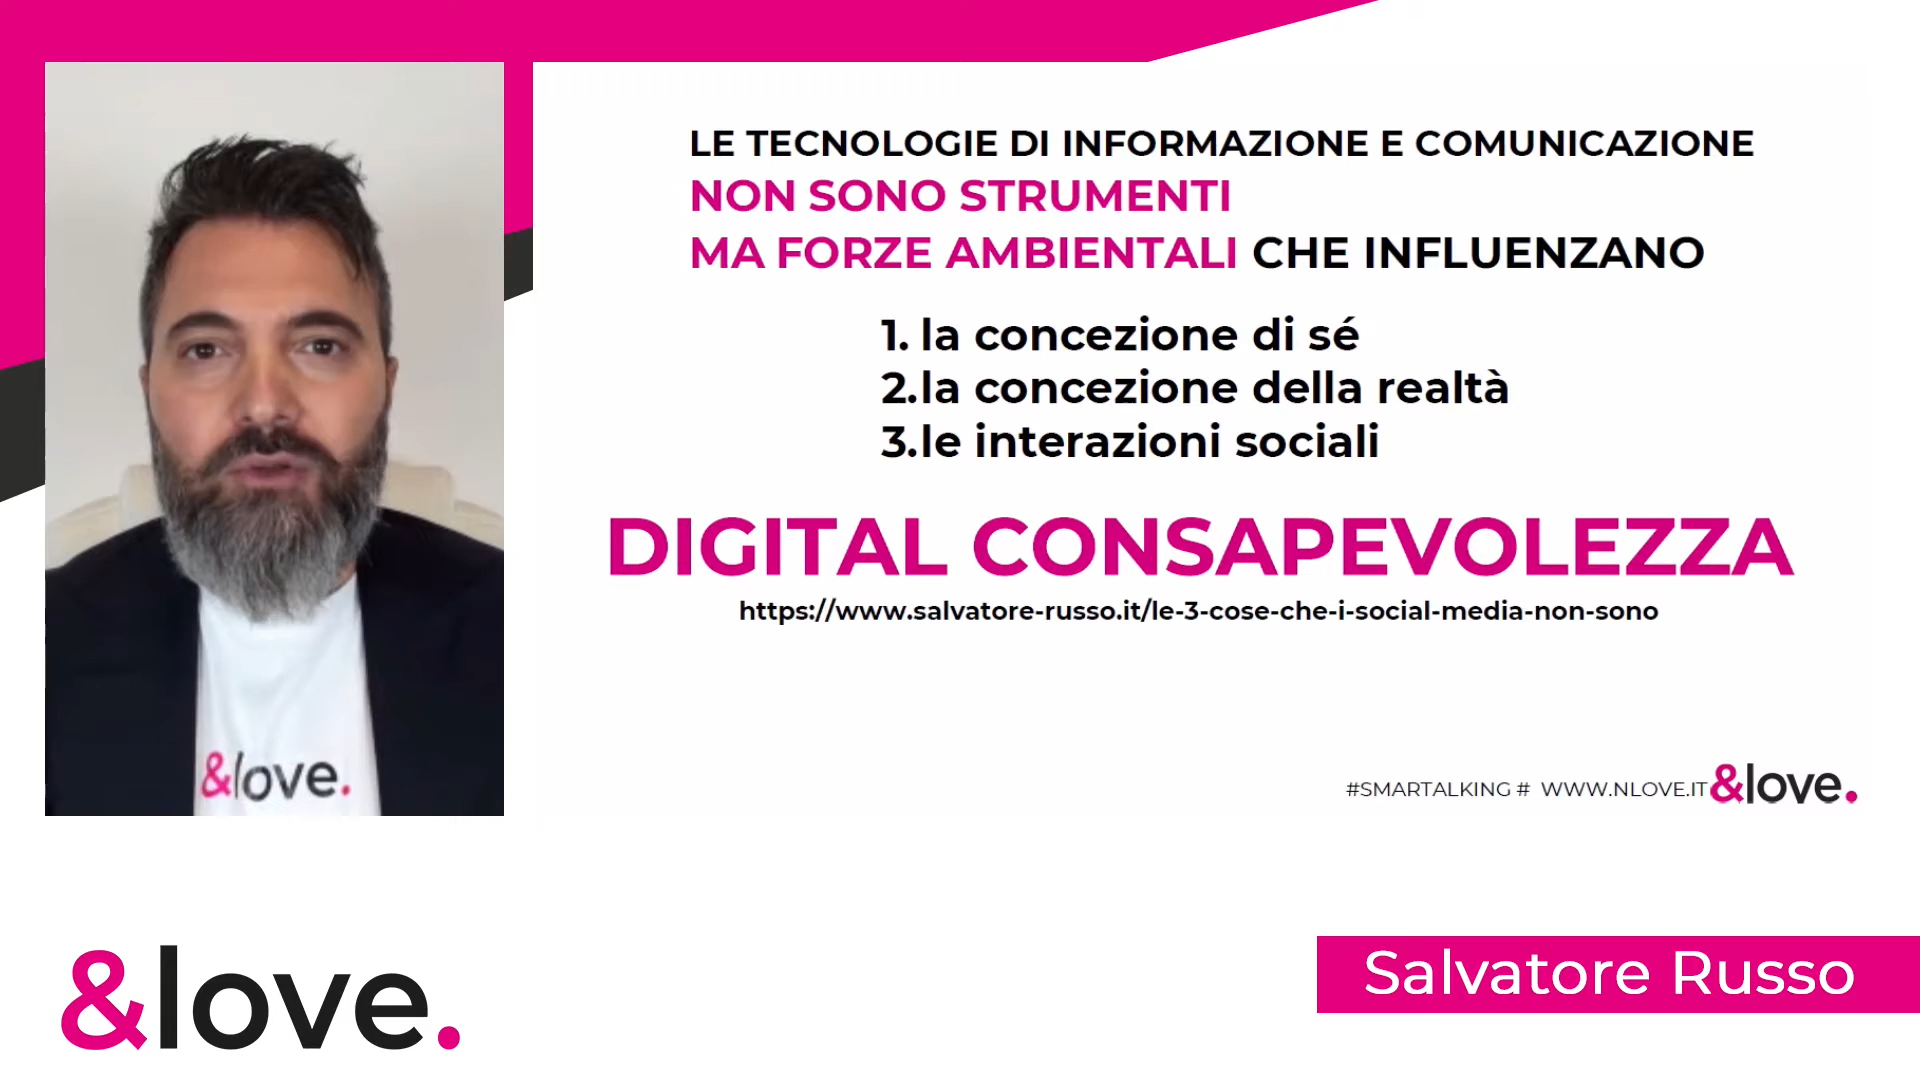 LE TECNOLOGIE DI INFORMAZIONE E COMUNICAZIONE
NON SONO STRUMENTI
MA FORZE AMBIENTALI CHE INFLUENZANO
1. la concezione di sé
2.la concezione della realtà
3.le interazioni sociali
DIGITAL CONSAPEVOLEZZA
https://www.salvatore-russo.it/le-3-cose-che-i-social-media-non-sono
&love.
#SMARTALKING # WWW.NLOVE.IT &love.
&love.
Salvatore Russo